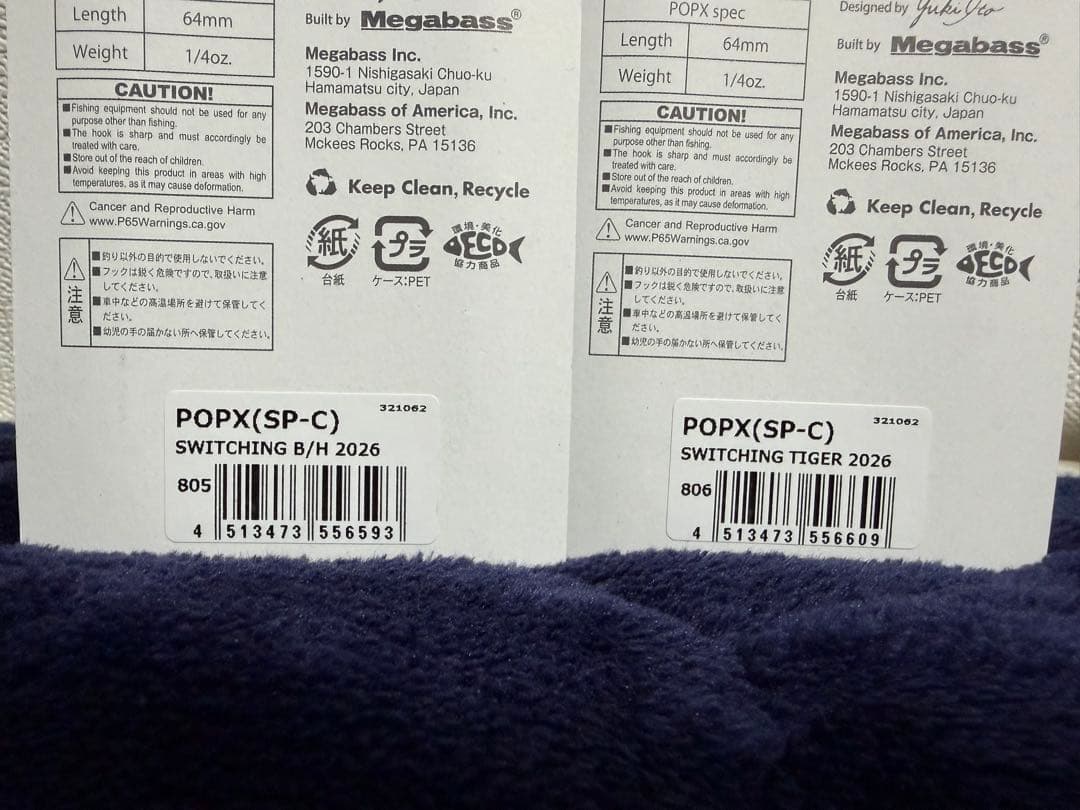 Length 64mm
Weight 1/4oz.
Built by Megabass®
Megabass Inc.
1590-1 Nishigasaki Chuo-ku
Hamamatsu city, Japan
Megabass of America, Inc.
203 Chambers Street
Mckees Rocks, PA 15136
CAUTION!
■Fishing equipment should not be used for any
purpose other than fishing.
■The hook is sharp and must accordingly be
treated with care.
■Store out of the reach of children.
■Avoid keeping this product in areas with high
temperatures, as it may cause deformation.
Cancer and Reproductive Harm
www.P65Warnings.ca.gov
Keep Clean, Recycle
紙
台紙
プラ
ケース:PET
環境・美化
ECO
協力商品
注意
■釣り以外の目的で使用しないでください。
■フックは鋭く危険ですので、取扱いに注意
してください。
■車中などの高温場所を避けて保管してく
ださい。
■幼児の手の届かない所へ保管してください。
POPX(SP-C) 321062
SWITCHING B/H 2026
805
4 513473 556593
POPX spec
Length 64mm
Weight 1/4oz.
Designed by Yuki Ito
Built by Megabass®
Megabass Inc.
1590-1 Nishigasaki Chuo-ku
Hamamatsu city, Japan
Megabass of America, Inc.
203 Chambers Street
Mckees Rocks, PA 15136
CAUTION!
■Fishing equipment should not be used for any
purpose other than fishing.
■The hook is sharp and must accordingly be
treated with care.
■Store out of the reach of children.
■Avoid keeping this product in areas with high
temperatures, as it may cause deformation.
Cancer and Reproductive Harm
www.P65Warnings.ca.gov
Keep Clean, Recycle
紙
台紙
プラ
ケース:PET
環境・美化
ECO
協力商品
注意
■釣り以外の目的で使用しないでください。
■フックは鋭く危険ですので、取扱いに注意
してください。
■車中などの高温場所を避けて保管してく
ださい。
■幼児の手の届かない所へ保管してください。
POPX(SP-C) 321062
SWITCHING TIGER 2026
806
4 513473 556609